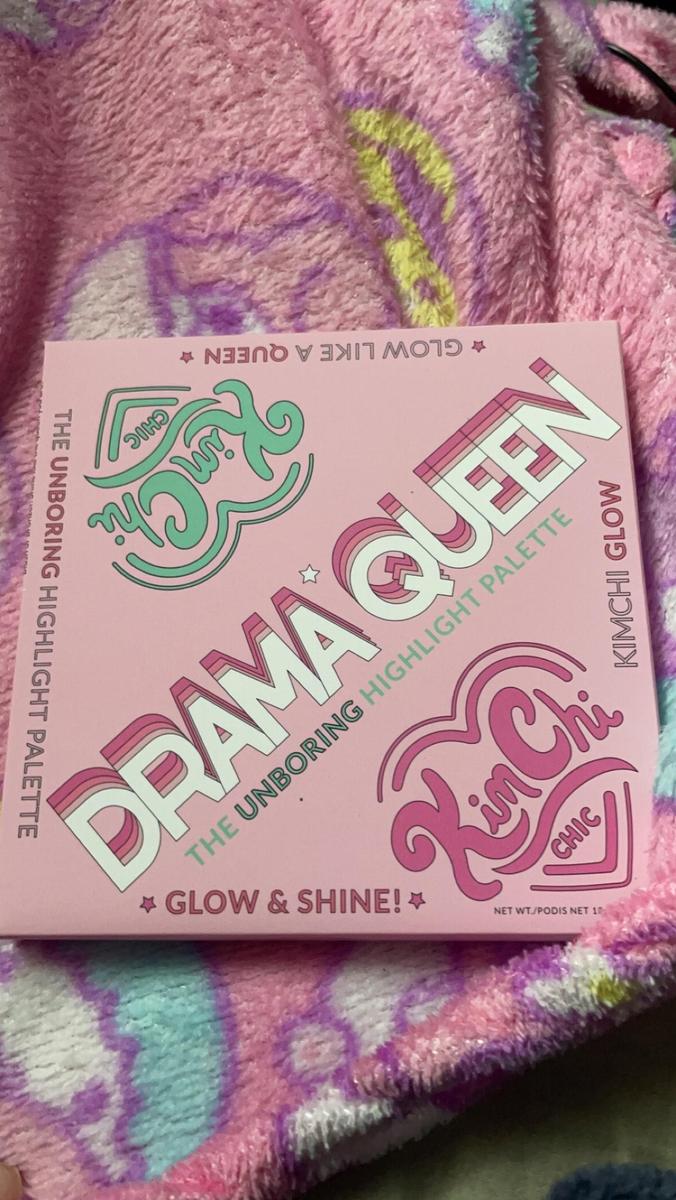 ★ GLOW LIKE A QUEEN ★
KimChi
CHIC
THE UNBORING HIGHLIGHT PALETTE
DRAMA QUEEN
THE UNBORING HIGHLIGHT PALETTE
KIMCHI GLOW
KimChi
CHIC
★ GLOW & SHINE! ★
NET WT./PODIS NET